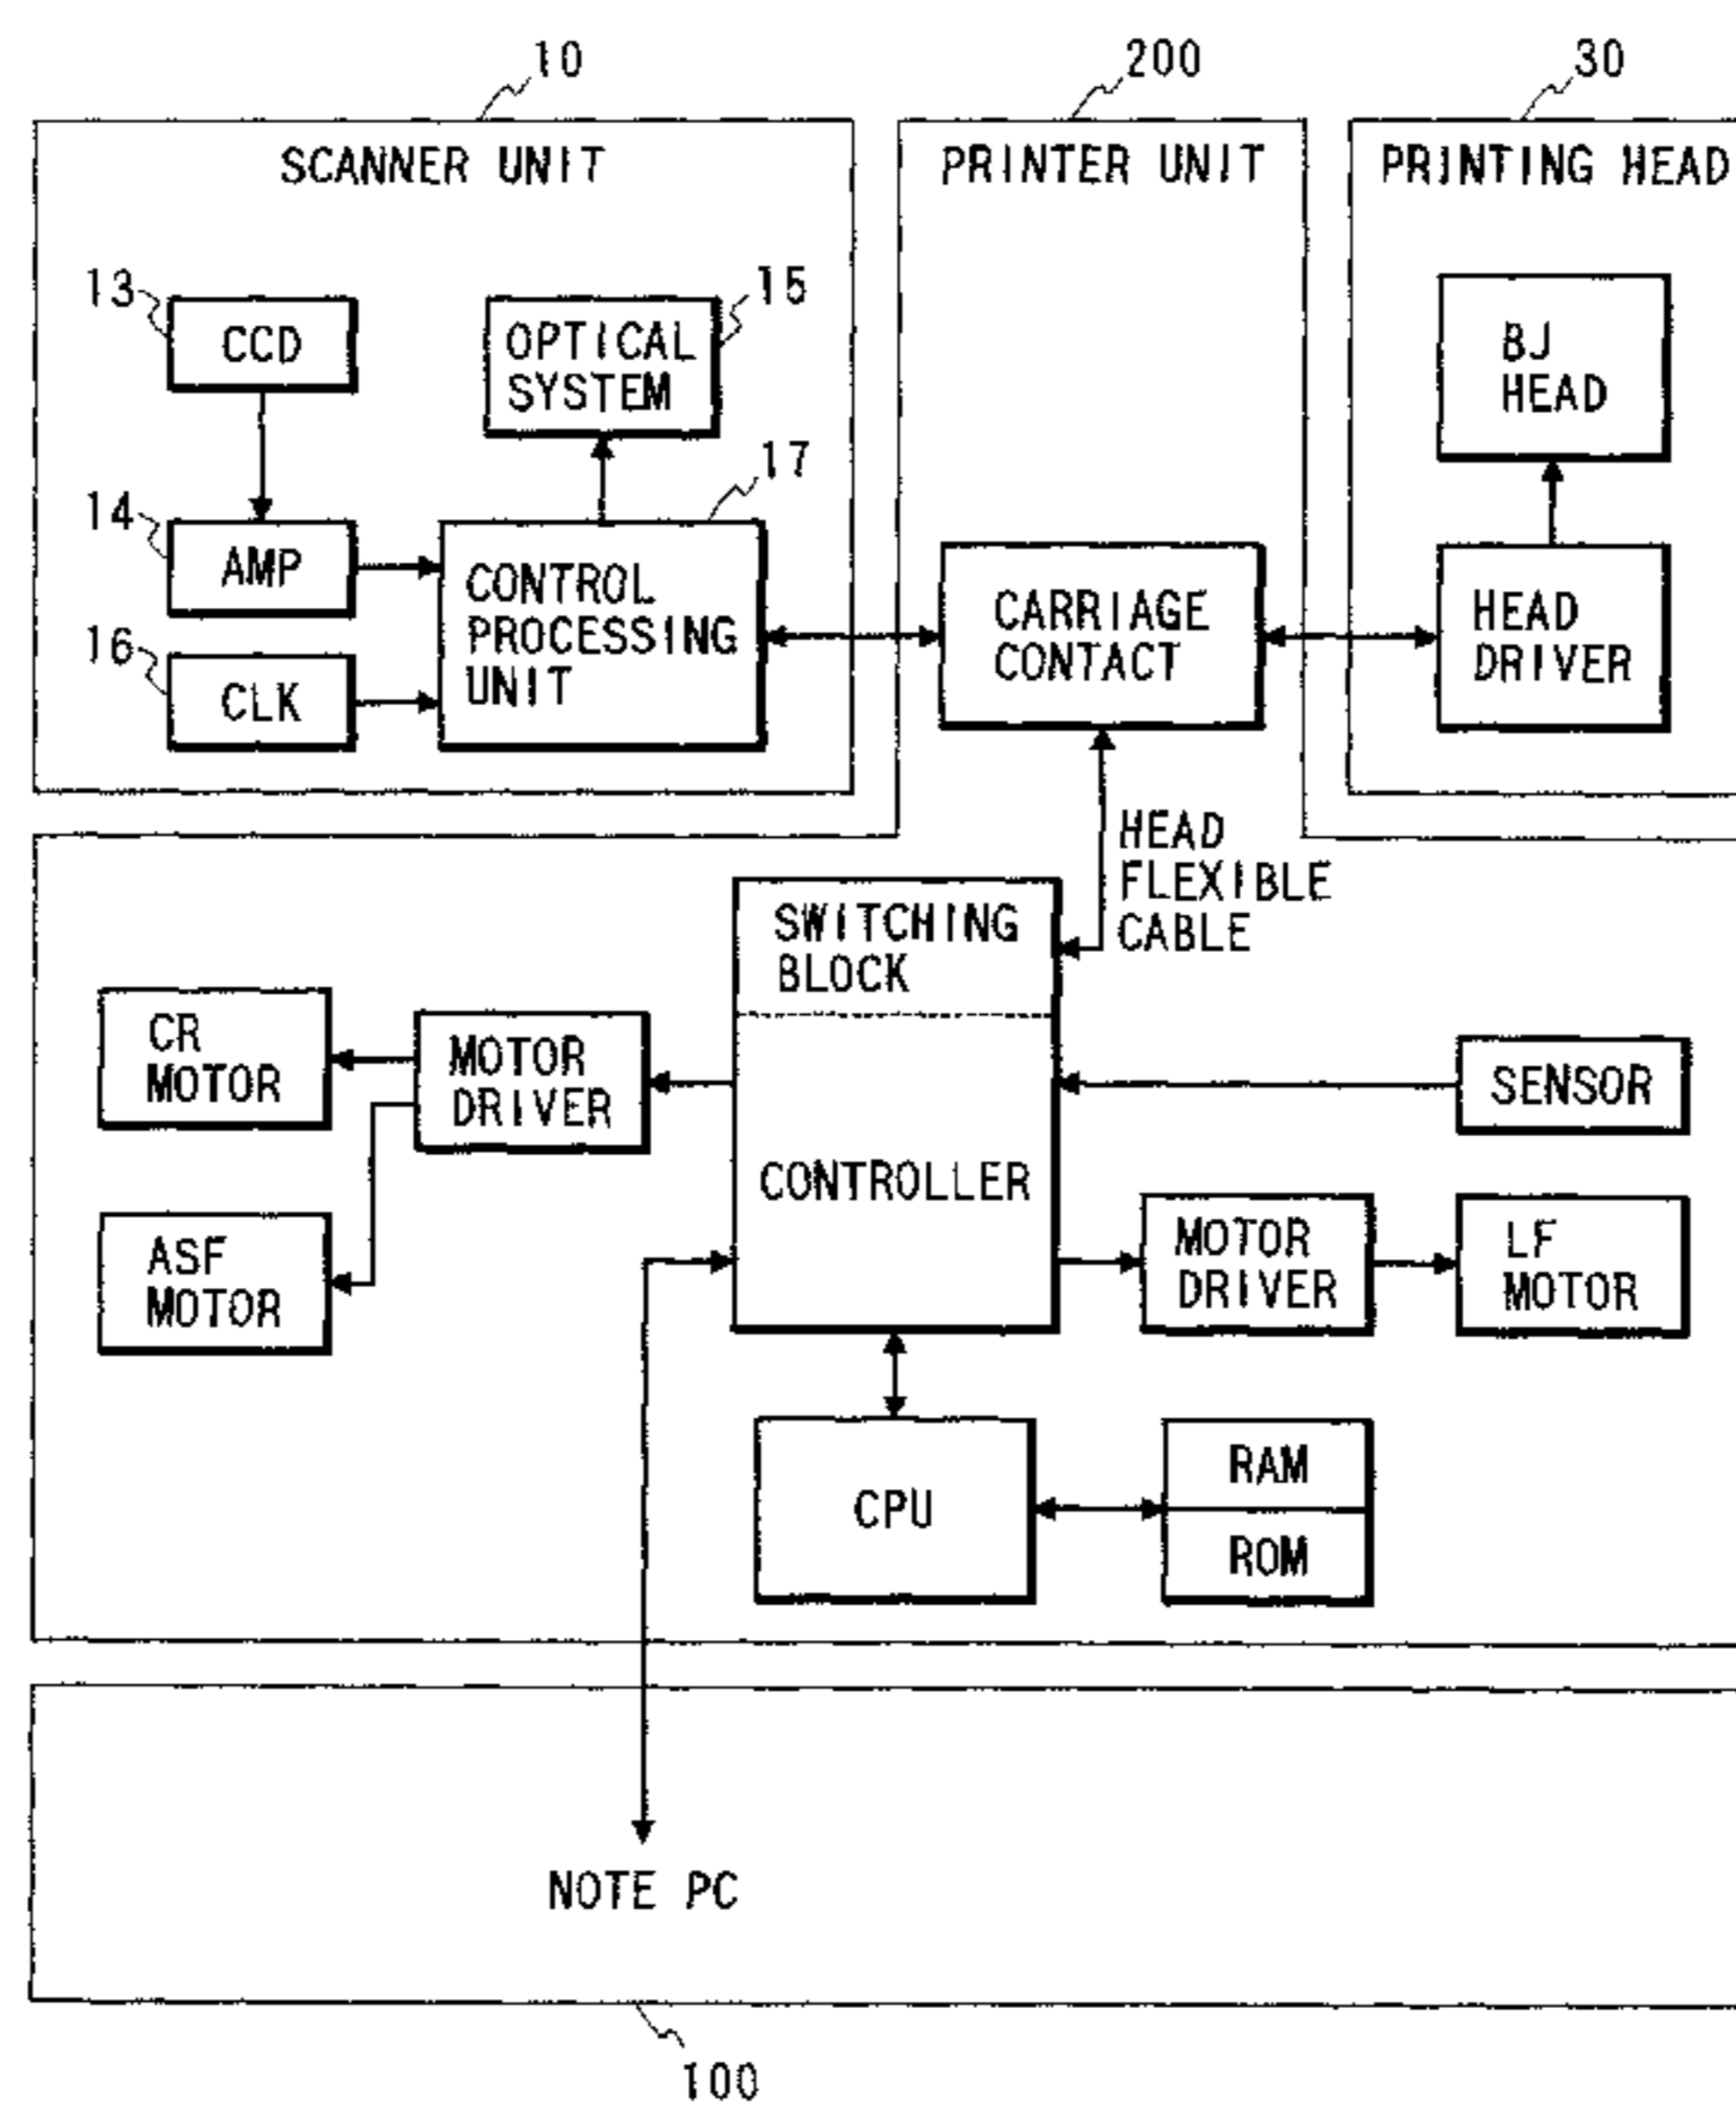 10
200
30
SCANNER UNIT
PRINTER UNIT
PRINTING HEAD
13
CCD
15
OPTICAL
SYSTEM
BJ
HEAD
14
AMP
17
CONTROL
PROCESSING
UNIT
16
CLK
CARRIAGE
CONTACT
HEAD
DRIVER
HEAD
FLEXIBLE
CABLE
SWITCHING
BLOCK
CR
MOTOR
MOTOR
DRIVER
SENSOR
CONTROLLER
ASF
MOTOR
MOTOR
DRIVER
LF
MOTOR
CPU
RAM
ROM
NOTE PC
100